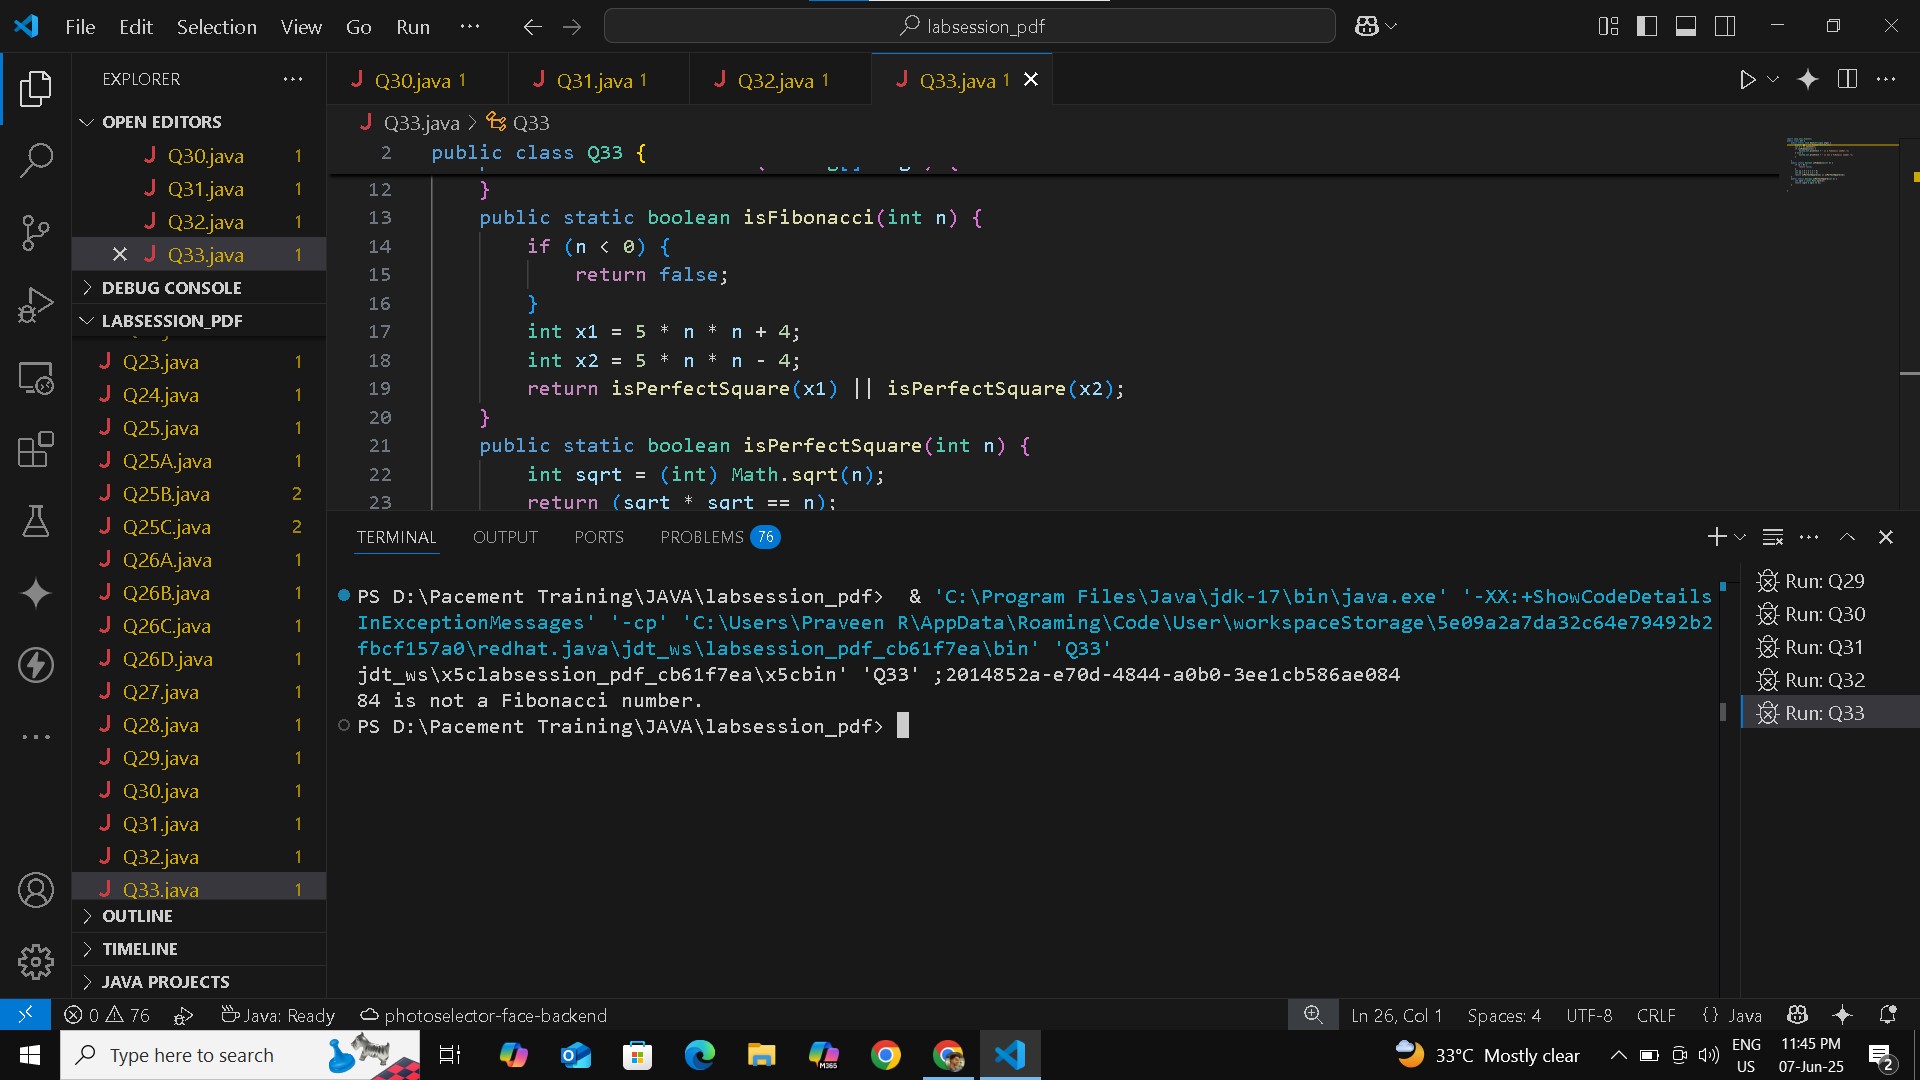 File Edit Selection View Go Run ··· labsession_pdf
EXPLORER ···
OPEN EDITORS
Q30.java 1
Q31.java 1
Q32.java 1
Q33.java 1
DEBUG CONSOLE
LABSESSION_PDF
Q23.java 1
Q24.java 1
Q25.java 1
Q25A.java 1
Q25B.java 2
Q25C.java 2
Q26A.java 1
Q26B.java 1
Q26C.java 1
Q26D.java 1
Q27.java 1
Q28.java 1
Q29.java 1
Q30.java 1
Q31.java 1
Q32.java 1
Q33.java 1
OUTLINE
TIMELINE
JAVA PROJECTS
Q30.java 1 Q31.java 1 Q32.java 1 Q33.java 1
Q33.java > Q33
2 public class Q33 {
12 }
13 public static boolean isFibonacci(int n) {
14 if (n < 0) {
15 return false;
16 }
17 int x1 = 5 * n * n + 4;
18 int x2 = 5 * n * n - 4;
19 return isPerfectSquare(x1) || isPerfectSquare(x2);
20 }
21 public static boolean isPerfectSquare(int n) {
22 int sqrt = (int) Math.sqrt(n);
23 return (sqrt * sqrt == n);
TERMINAL OUTPUT PORTS PROBLEMS 76
PS D:\Pacement Training\JAVA\labsession_pdf> & 'C:\Program Files\Java\jdk-17\bin\java.exe' '-XX:+ShowCodeDetails
InExceptionMessages' '-cp' 'C:\Users\Praveen R\AppData\Roaming\Code\User\workspaceStorage\5e09a2a7da32c64e79492b2
fbcf157a0\redhat.java\jdt_ws\labsession_pdf_cb61f7ea\bin' 'Q33'
jdt_ws\x5clabsession_pdf_cb61f7ea\x5cbin' 'Q33' ;2014852a-e70d-4844-a0b0-3ee1cb586ae084
84 is not a Fibonacci number.
PS D:\Pacement Training\JAVA\labsession_pdf>
Run: Q29
Run: Q30
Run: Q31
Run: Q32
Run: Q33
0 76 Java: Ready photoselector-face-backend Ln 26, Col 1 Spaces: 4 UTF-8 CRLF {} Java
Type here to search M365 33°C Mostly clear ENG US 11:45 PM 07-Jun-25 2